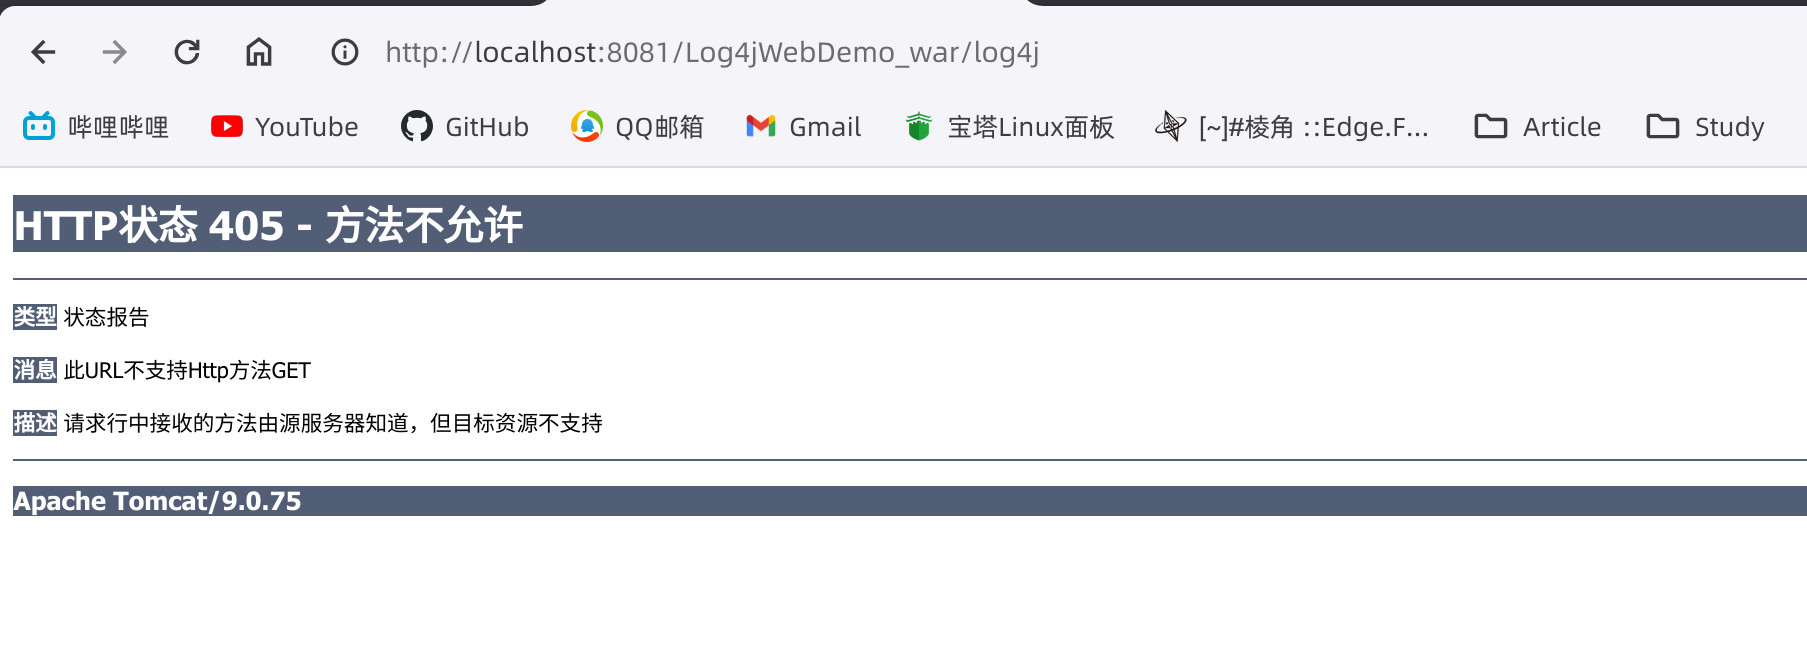 http://localhost:8081/Log4jWebDemo_war/log4j
哔哩哔哩 YouTube GitHub QQ邮箱 Gmail 宝塔Linux面板 [~]#棱角 ::Edge.F... Article Study
HTTP状态 405 - 方法不允许
类型 状态报告
消息 此URL不支持Http方法GET
描述 请求行中接收的方法由源服务器知道，但目标资源不支持
Apache Tomcat/9.0.75